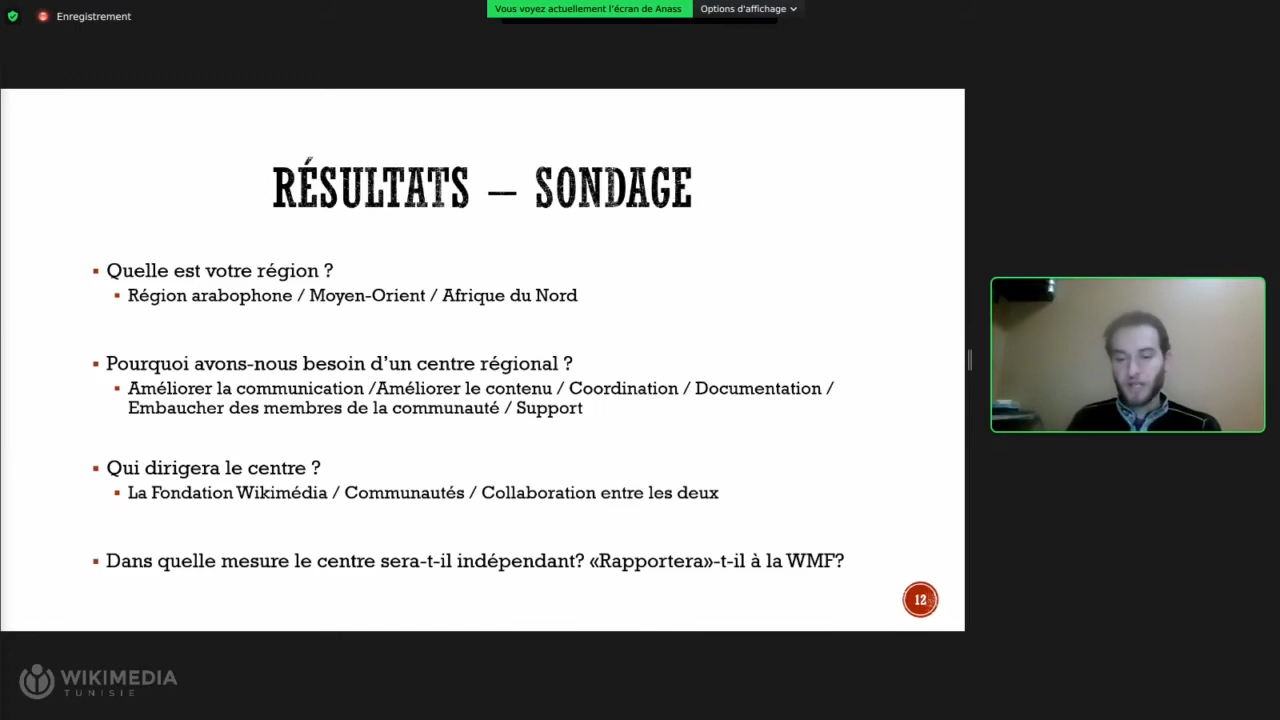 Enregistrement
Vous voyez actuellement l'écran de Anass
Options d'affichage
RÉSULTATS – SONDAGE
Quelle est votre région ?
Région arabophone / Moyen-Orient / Afrique du Nord
Pourquoi avons-nous besoin d'un centre régional ?
Améliorer la communication /Améliorer le contenu / Coordination / Documentation /
Embaucher des membres de la communauté / Support
Qui dirigera le centre ?
La Fondation Wikimédia / Communautés / Collaboration entre les deux
Dans quelle mesure le centre sera-t-il indépendant? «Rapportera»-t-il à la WMF?
12
WIKIMEDIA
TUNISIE